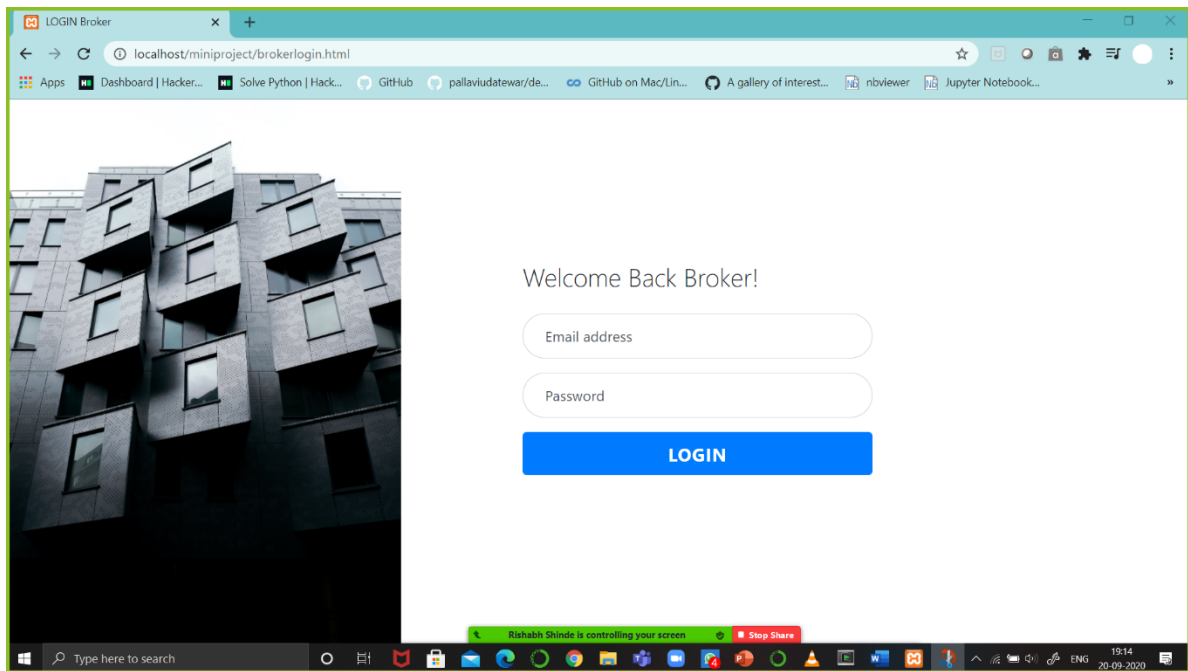 LOGIN Broker
localhost/miniproject/brokerlogin.html
Apps Dashboard | Hacker... Solve Python | Hack... GitHub pallaviudatewar/de... GitHub on Mac/Lin... A gallery of interest... nbviewer Jupyter Notebook... »
Welcome Back Broker!
Email address
Password
LOGIN
Rishabh Shinde is controlling your screen Stop Share
Type here to search
ENG
19:14
20-09-2020